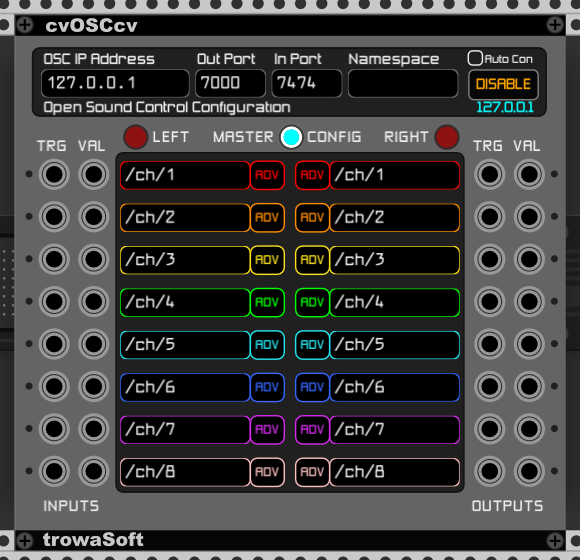 cvOSCcv
OSC IP Address Out Port In Port Namespace Auto Con
127.0.0.1 7000 7474 DISABLE
Open Sound Control Configuration 127.0.0.1
TRG VAL LEFT MASTER CONFIG RIGHT TRG VAL
/ch/1 ADV ADV /ch/1
/ch/2 ADV ADV /ch/2
/ch/3 ADV ADV /ch/3
/ch/4 ADV ADV /ch/4
/ch/5 ADV ADV /ch/5
/ch/6 ADV ADV /ch/6
/ch/7 ADV ADV /ch/7
/ch/8 ADV ADV /ch/8
INPUTS OUTPUTS
trowaSoft